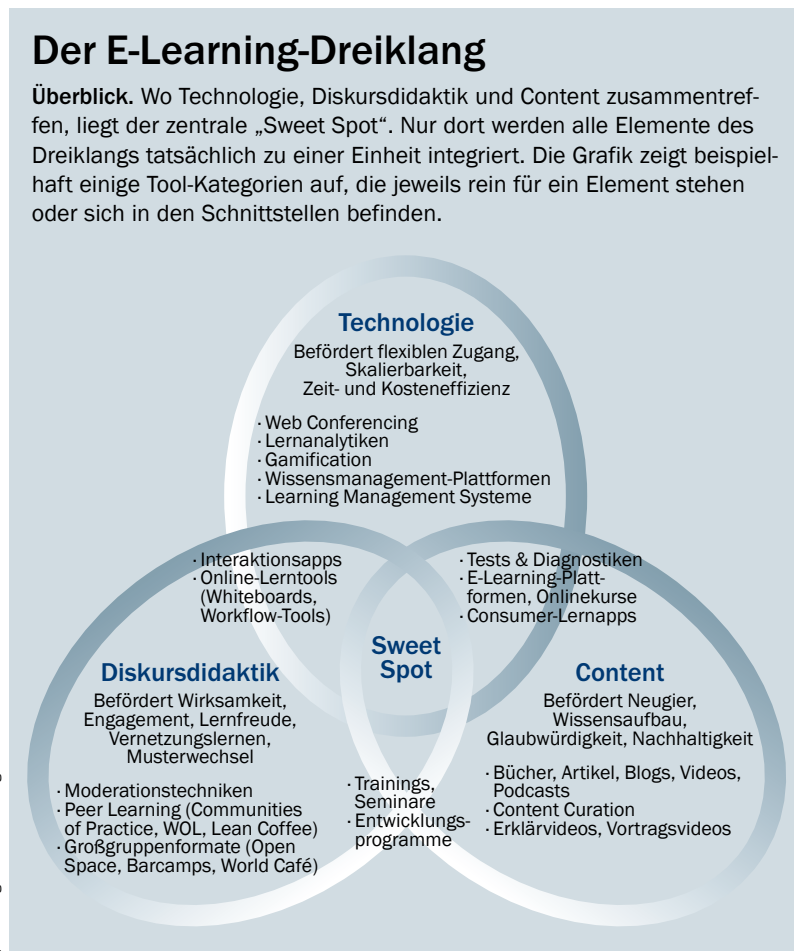 Der E-Learning-Dreiklang
Überblick. Wo Technologie, Diskursdidaktik und Content zusammentref-
fen, liegt der zentrale „Sweet Spot“. Nur dort werden alle Elemente des
Dreiklangs tatsächlich zu einer Einheit integriert. Die Grafik zeigt beispiel-
haft einige Tool-Kategorien auf, die jeweils rein für ein Element stehen
oder sich in den Schnittstellen befinden.
Technologie
Befördert flexiblen Zugang,
Skalierbarkeit,
Zeit- und Kosteneffizienz
· Web Conferencing
· Lernanalytiken
· Gamification
· Wissensmanagement-Plattformen
· Learning Management Systeme
· Interaktionsapps
· Online-Lerntools
(Whiteboards,
Workflow-Tools)
· Tests & Diagnostiken
· E-Learning-Platt-
formen, Onlinekurse
· Consumer-Lernapps
Sweet
Spot
Diskursdidaktik
Befördert Wirksamkeit,
Engagement, Lernfreude,
Vernetzungslernen,
Musterwechsel
· Moderationstechniken
· Peer Learning (Communities
of Practice, WOL, Lean Coffee)
· Großgruppenformate (Open
Space, Barcamps, World Café)
· Trainings,
Seminare
· Entwicklungs-
programme
Content
Befördert Neugier,
Wissensaufbau,
Glaubwürdigkeit, Nachhaltigkeit
· Bücher, Artikel, Blogs, Videos,
Podcasts
· Content Curation
· Erklärvideos, Vortragsvideos